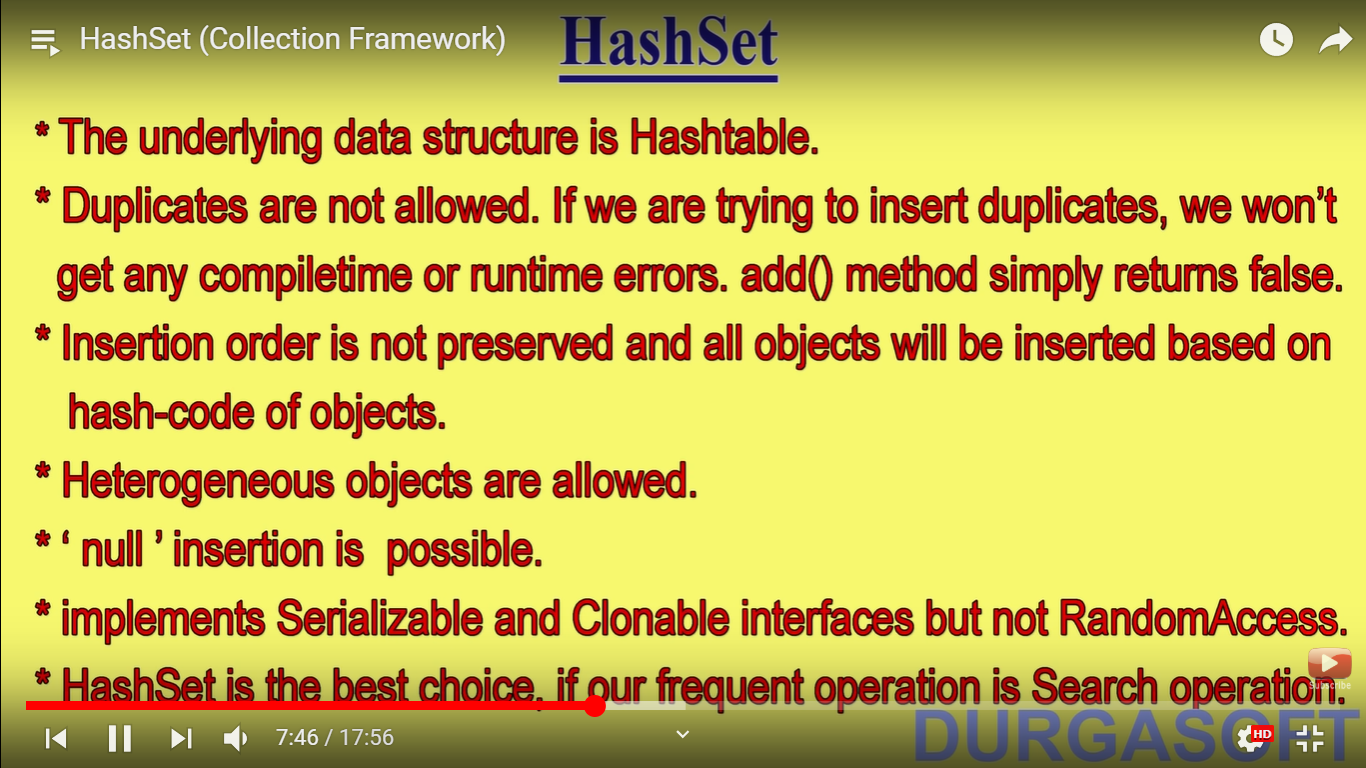 HashSet (Collection Framework)
HashSet
* The underlying data structure is Hashtable.
* Duplicates are not allowed. If we are trying to insert duplicates, we won’t
get any compiletime or runtime errors. add() method simply returns false.
* Insertion order is not preserved and all objects will be inserted based on
hash-code of objects.
* Heterogeneous objects are allowed.
* ‘ null ’ insertion is possible.
* implements Serializable and Clonable interfaces but not RandomAccess.
* HashSet is the best choice, if our frequent operation is Search operation.
Subscribe
DURGASOFT
7:46 / 17:56
HD